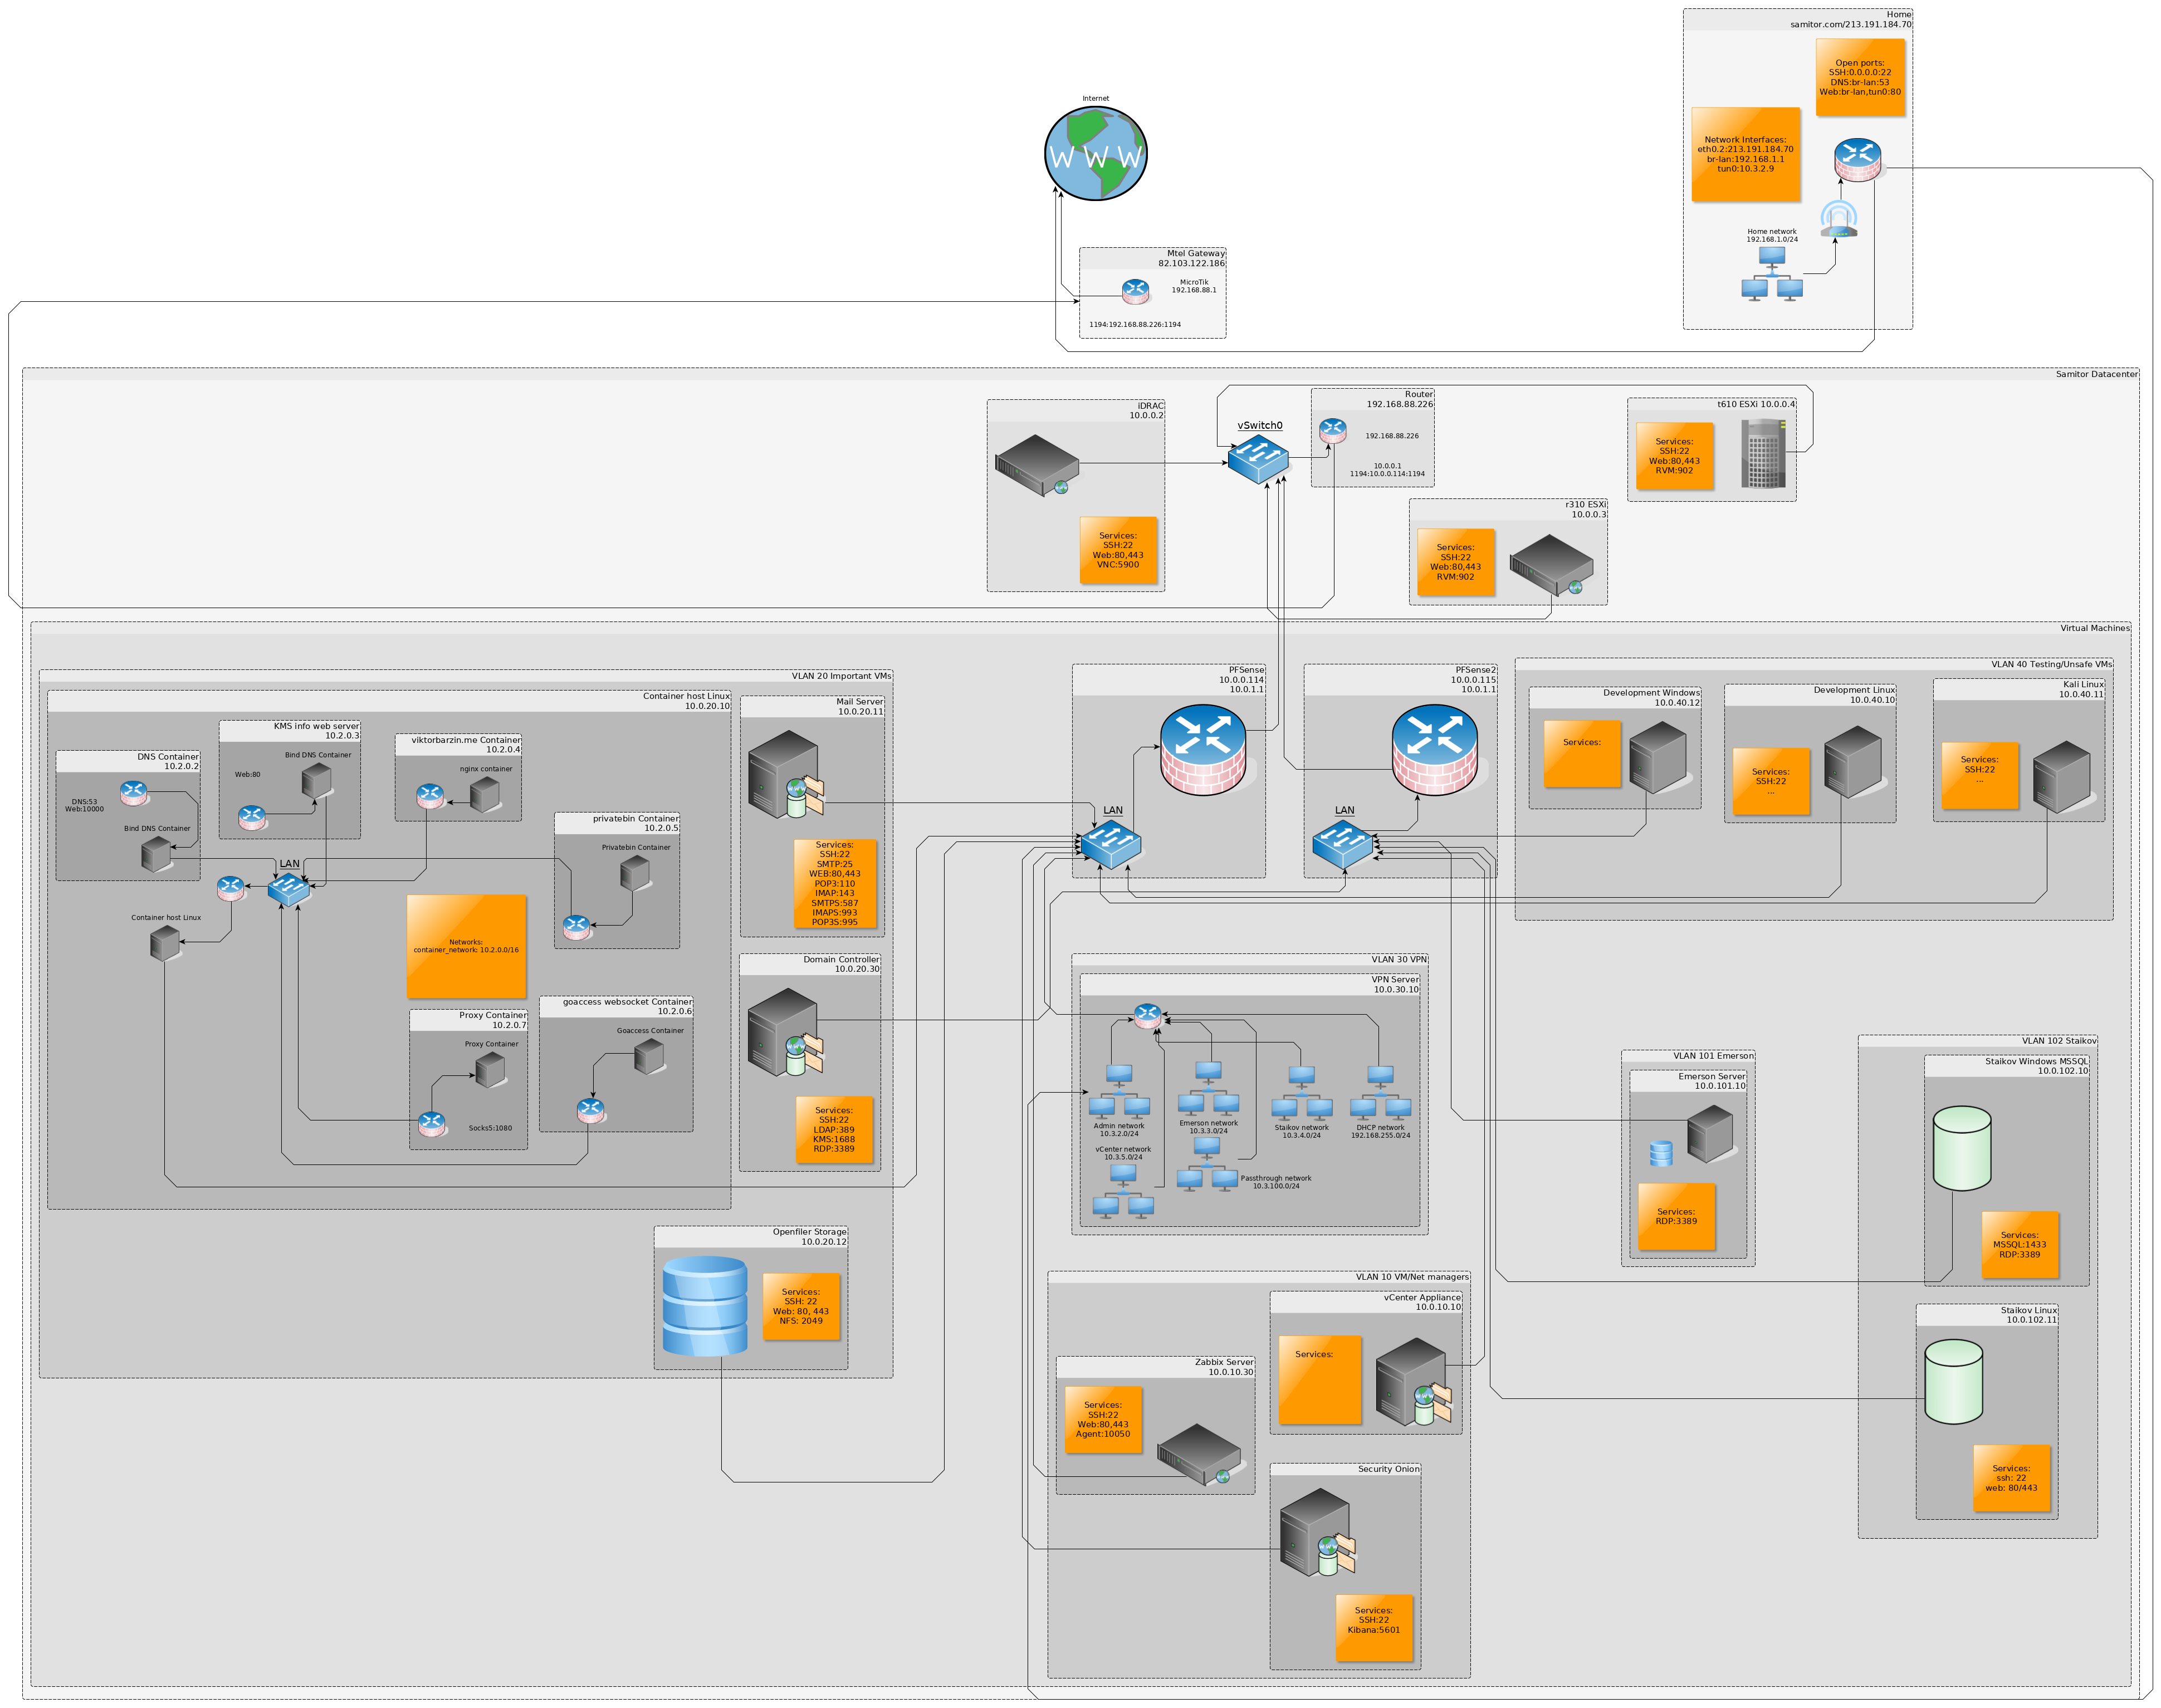 Home
samitor.com/213.191.184.70
Open ports:
SSH:0.0.0.0:22
DNS:br-lan:53
Web:br-lan,tun0:80
Network Interfaces:
eth0.2:213.191.184.70
br-lan:192.168.1.1
tun0:10.3.2.9
Home network
192.168.1.0/24
Internet
WWW
Mtel Gateway
82.103.122.186
MicroTik
192.168.88.1
1194:192.168.88.226:1194
Samitor Datacenter
iDRAC
10.0.0.2
Services:
SSH:22
Web:80,443
VNC:5900
vSwitch0
Router
192.168.88.226
192.168.88.226
10.0.0.1
1194:10.0.0.114:1194
t610 ESXi 10.0.0.4
Services:
SSH:22
Web:80,443
RVM:902
r310 ESXi
10.0.0.3
Services:
SSH:22
Web:80,443
RVM:902
Virtual Machines
VLAN 20 Important VMs
Container host Linux
10.0.20.10
DNS Container
10.2.0.2
DNS:53
Web:10000
Bind DNS Container
KMS info web server
10.2.0.3
Bind DNS Container
Web:80
viktorbarzin.me Container
10.2.0.4
nginx container
privatebin Container
10.2.0.5
Privatebin Container
LAN
Container host Linux
Networks:
container_network: 10.2.0.0/16
Proxy Container
10.2.0.7
Proxy Container
Socks5:1080
goaccess websocket Container
10.2.0.6
Goaccess Container
Mail Server
10.0.20.11
Services:
SSH:22
SMTP:25
WEB:80,443
POP3:110
IMAP:143
SMTPS:587
IMAPS:993
POP3S:995
Domain Controller
10.0.20.30
Services:
SSH:22
LDAP:389
KMS:1688
RDP:3389
Openfiler Storage
10.0.20.12
Services:
SSH: 22
Web: 80, 443
NFS: 2049
PFSense
10.0.0.114
10.0.1.1
LAN
PFSense2
10.0.0.115
10.0.1.1
LAN
VLAN 40 Testing/Unsafe VMs
Development Windows
10.0.40.12
Services:
Development Linux
10.0.40.10
Services:
SSH:22
...
Kali Linux
10.0.40.11
Services:
SSH:22
...
VLAN 30 VPN
VPN Server
10.0.30.10
Admin network
10.3.2.0/24
Emerson network
10.3.3.0/24
Staikov network
10.3.4.0/24
DHCP network
192.168.255.0/24
vCenter network
10.3.5.0/24
Passthrough network
10.3.100.0/24
VLAN 101 Emerson
Emerson Server
10.0.101.10
Services:
RDP:3389
VLAN 102 Staikov
Staikov Windows MSSQL
10.0.102.10
Services:
MSSQL:1433
RDP:3389
Staikov Linux
10.0.102.11
Services:
ssh: 22
web: 80/443
VLAN 10 VM/Net managers
vCenter Appliance
10.0.10.10
Services:
Zabbix Server
10.0.10.30
Services:
SSH:22
Web:80,443
Agent:10050
Security Onion
Services:
SSH:22
Kibana:5601